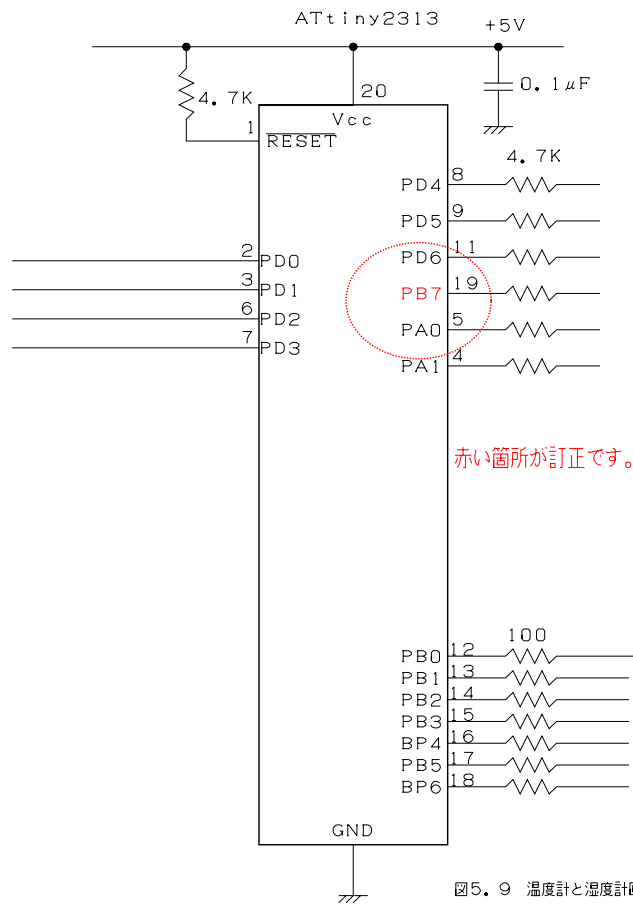 ATtiny2313
+5V
20
4.7K
0.1μF
1
Vcc
RESET
4.7K
PD4 8
PD5 9
PD6 11
2 PD0
3 PD1
PB7 19
6 PD2
PA0 5
7 PD3
PA1 4
赤い箇所が訂正です。
100
PB0 12
PB1 13
PB2 14
PB3 15
BP4 16
PB5 17
BP6 18
GND
図5.9 温度計と湿度計